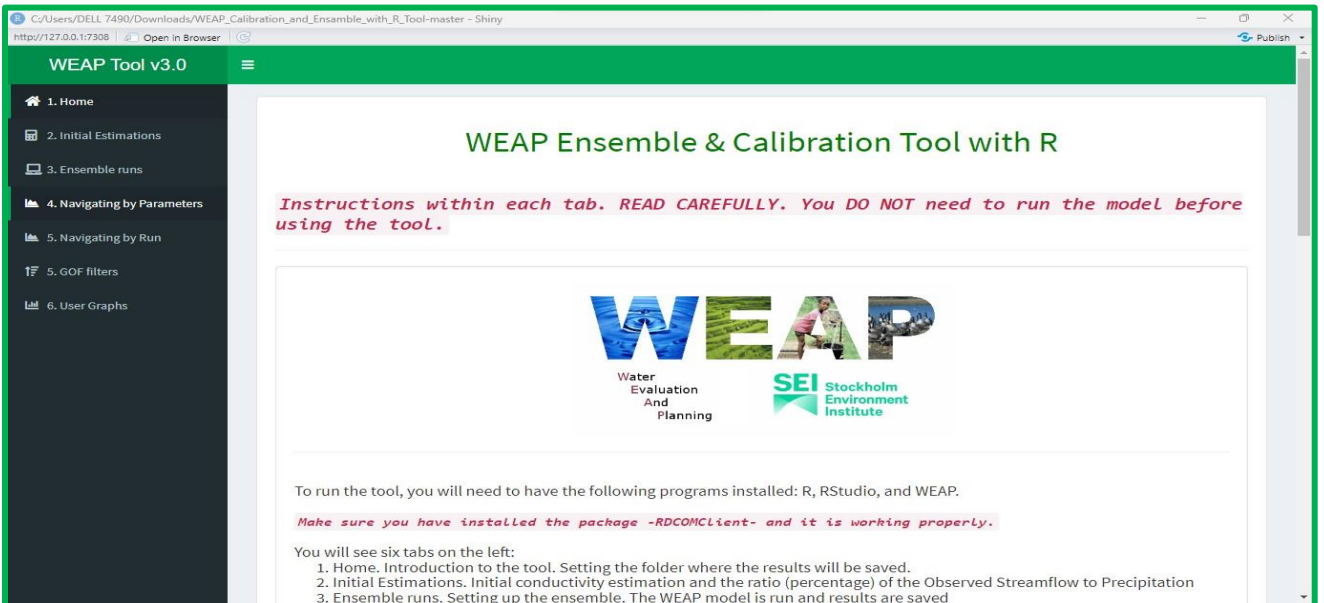 C:/Users/DELL 7490/Downloads/WEAP_Calibration_and_Ensamble_with_R_Tool-master - Shiny
http://127.0.0.1:7308 Open in Browser
Publish
WEAP Tool v3.0
1. Home
2. Initial Estimations
3. Ensemble runs
4. Navigating by Parameters
5. Navigating by Run
5. GOF filters
6. User Graphs
WEAP Ensemble & Calibration Tool with R
Instructions within each tab. READ CAREFULLY. You DO NOT need to run the model before
using the tool.
WEAP
Water
Evaluation
And
Planning
SEI Stockholm
Environment
Institute
To run the tool, you will need to have the following programs installed: R, RStudio, and WEAP.
Make sure you have installed the package -RDCOMClient- and it is working properly.
You will see six tabs on the left:
1. Home. Introduction to the tool. Setting the folder where the results will be saved.
2. Initial Estimations. Initial conductivity estimation and the ratio (percentage) of the Observed Streamflow to Precipitation
3. Ensemble runs. Setting up the ensemble. The WEAP model is run and results are saved